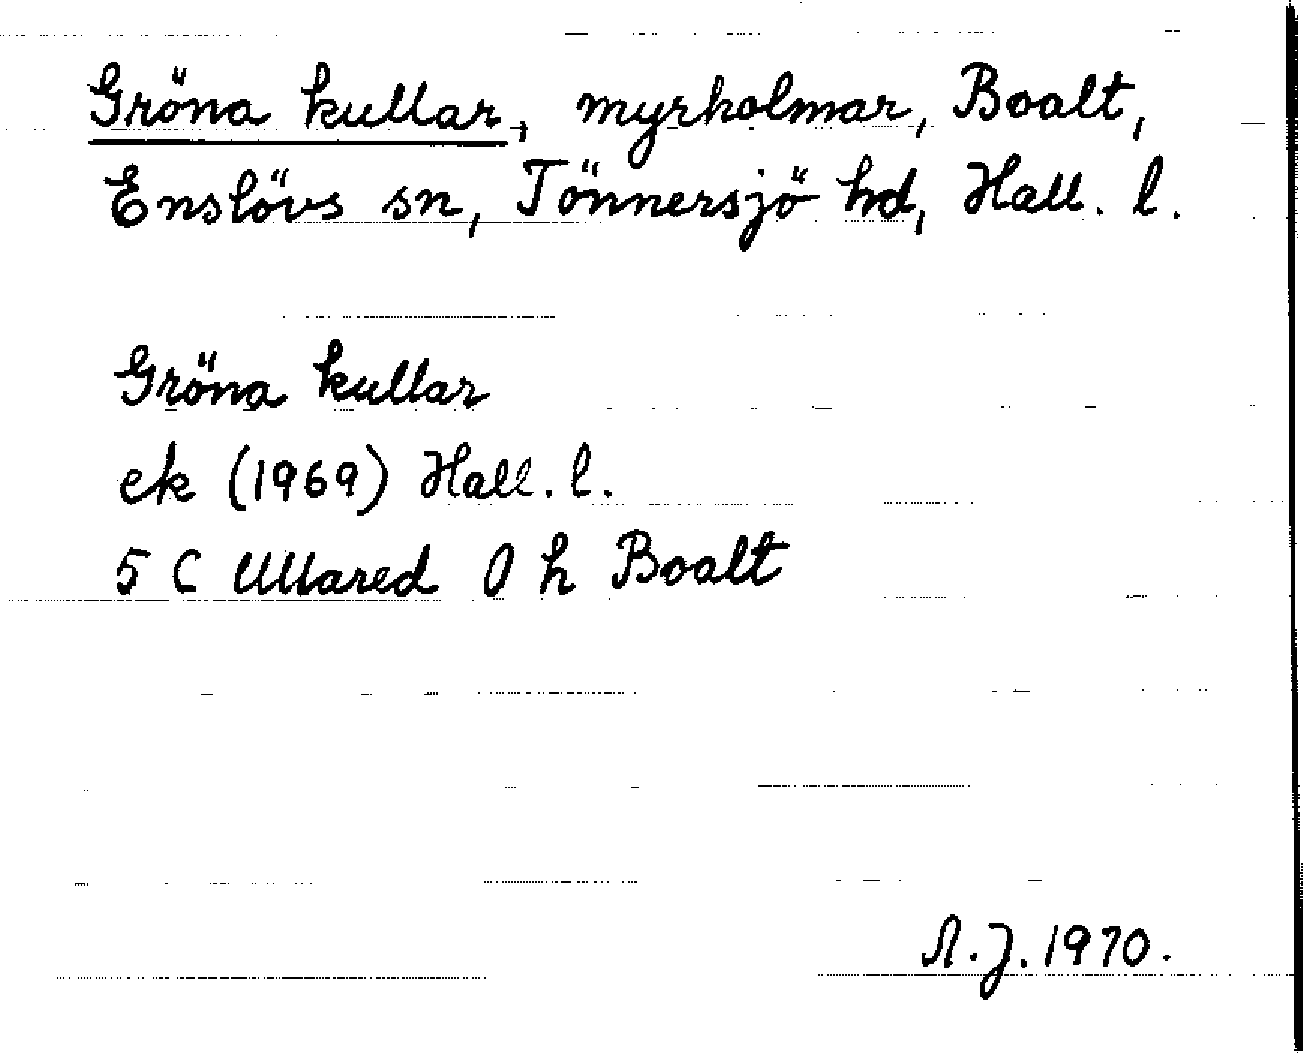 Gröna kullar, myrholmar, Boalt,
Enslövs sn, Tönnersjö hd, Hall. l.
Gröna kullar
ek (1969) Hall. l.
5 C Ullared 0 h Boalt
A.J. 1970.